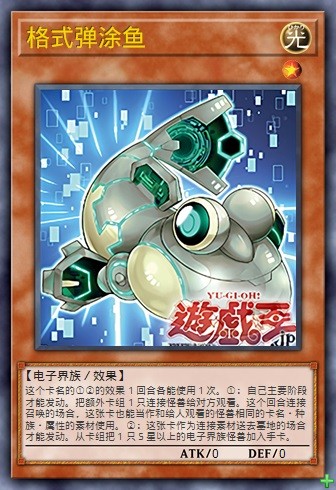 格式弹涂鱼
光
YU-GI-OH!
遊戯王
.jp
【电子界族／效果】
这个卡名的①②的效果1回合各能使用1次。①：自己主要阶段
才能发动。把额外卡组1只连接怪兽给对方观看。这个回合连接
召唤的场合，这张卡也能当作和给人观看的怪兽相同的卡名·种
族·属性的素材使用。②：这张卡作为连接素材送去墓地的场合
才能发动。从卡组把1只5星以上的电子界族怪兽加入手卡。
ATK/0 DEF/0